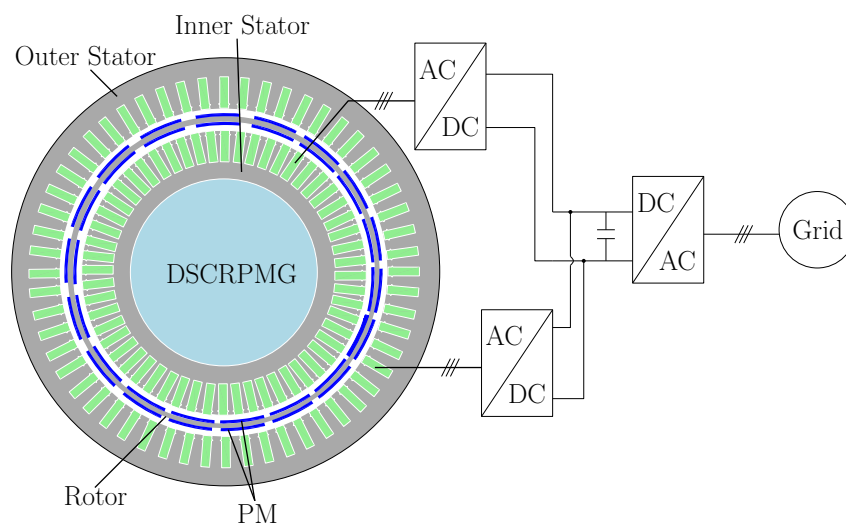 Inner Stator
Outer Stator
AC
DC
DC
AC
Grid
DSCRPMG
AC
DC
Rotor
PM